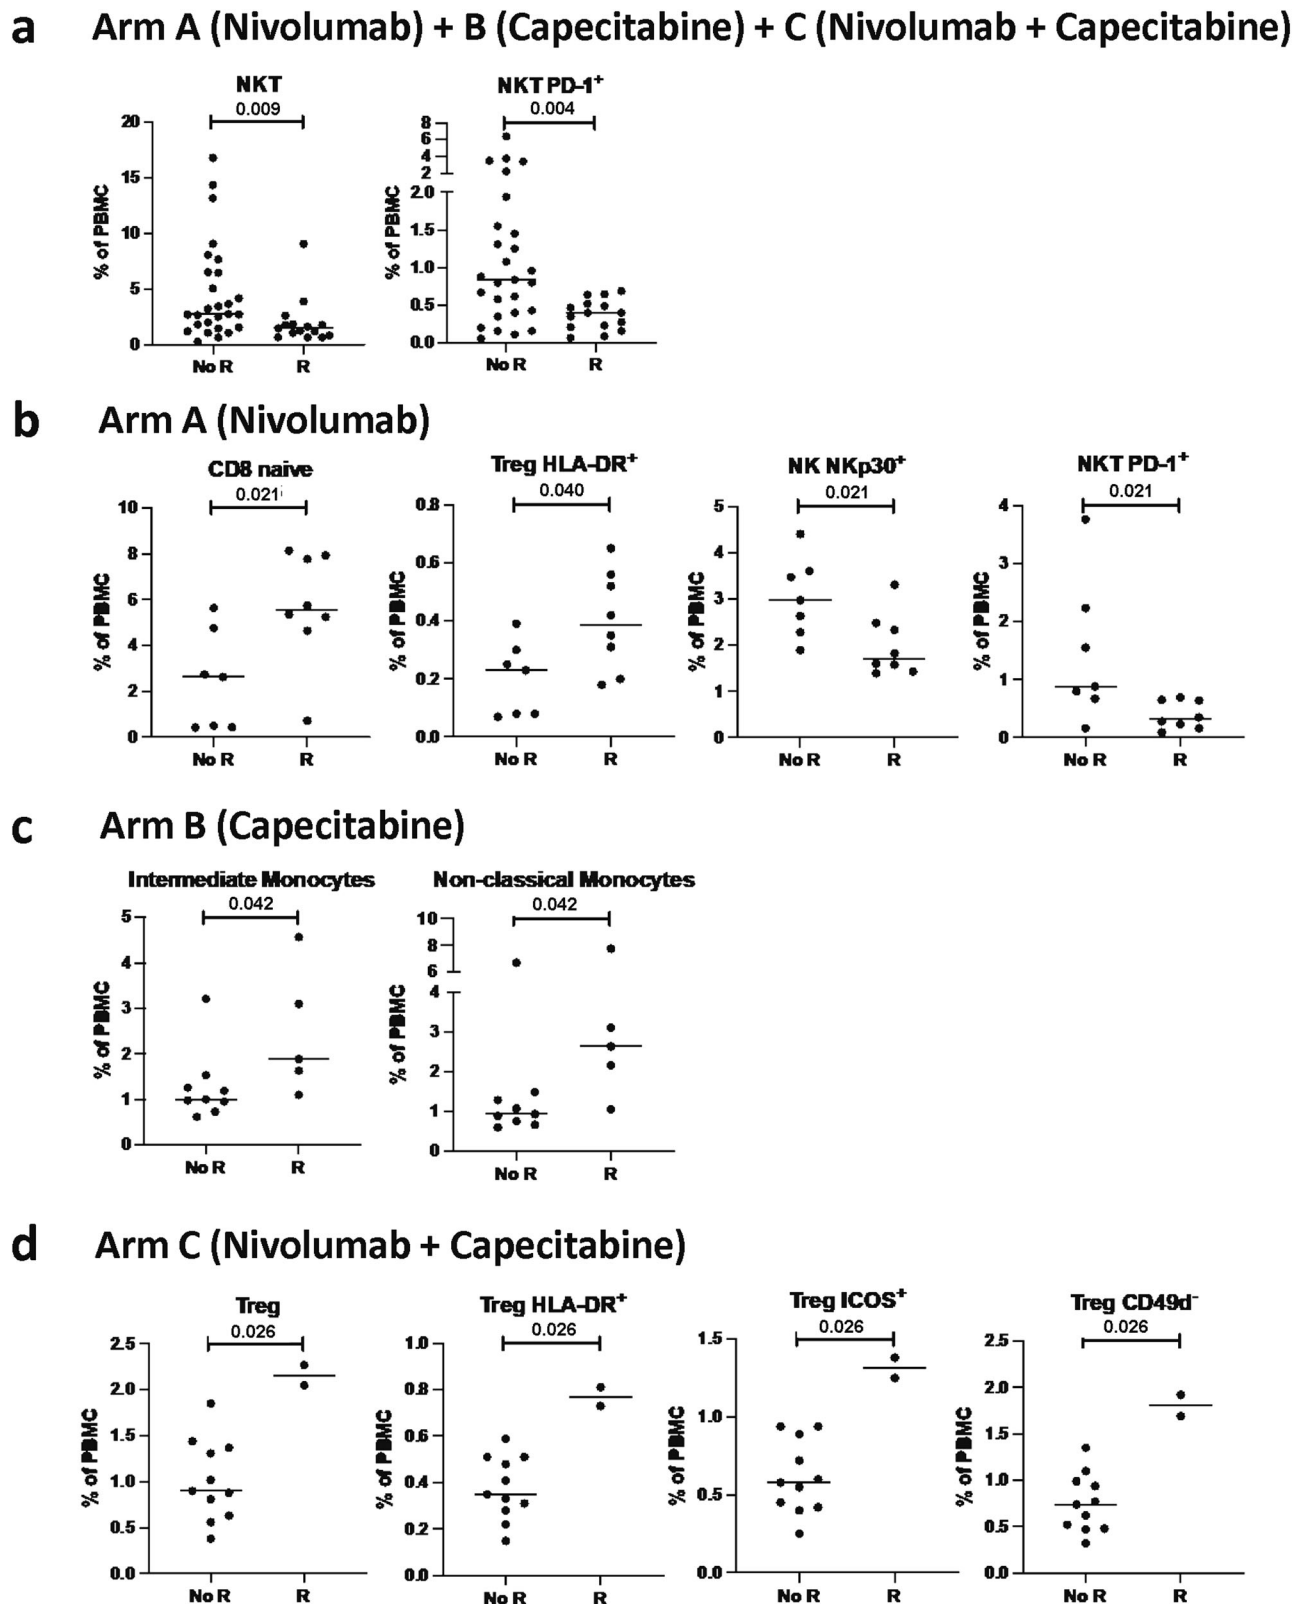 a Arm A (Nivolumab) + B (Capecitabine) + C (Nivolumab + Capecitabine)
NKT NKT PD-1+
0.009 0.004
% of PBMC
20
15
10
5
0
No R R
% of PBMC
8
6
4
2
2.0
1.5
1.0
0.5
0.0
No R R
b Arm A (Nivolumab)
CD8 naive Treg HLA-DR+ NK NKp30+ NKT PD-1+
0.021 0.040 0.021 0.021
% of PBMC
10
8
6
4
2
0
No R R
% of PBMC
0.8
0.6
0.4
0.2
0.0
No R R
% of PBMC
5
4
3
2
1
0
No R R
% of PBMC
4
3
2
1
0
No R R
c Arm B (Capecitabine)
Intermediate Monocytes Non-classical Monocytes
0.042 0.042
% of PBMC
5
4
3
2
1
0
No R R
% of PBMC
10
8
6
4
3
2
1
0
No R R
d Arm C (Nivolumab + Capecitabine)
Treg Treg HLA-DR+ Treg ICOS+ Treg CD49d-
0.026 0.026 0.026 0.026
% of PBMC
2.5
2.0
1.5
1.0
0.5
0.0
No R R
% of PBMC
1.0
0.8
0.6
0.4
0.2
0.0
No R R
% of PBMC
1.5
1.0
0.5
0.0
No R R
% of PBMC
2.5
2.0
1.5
1.0
0.5
0.0
No R R